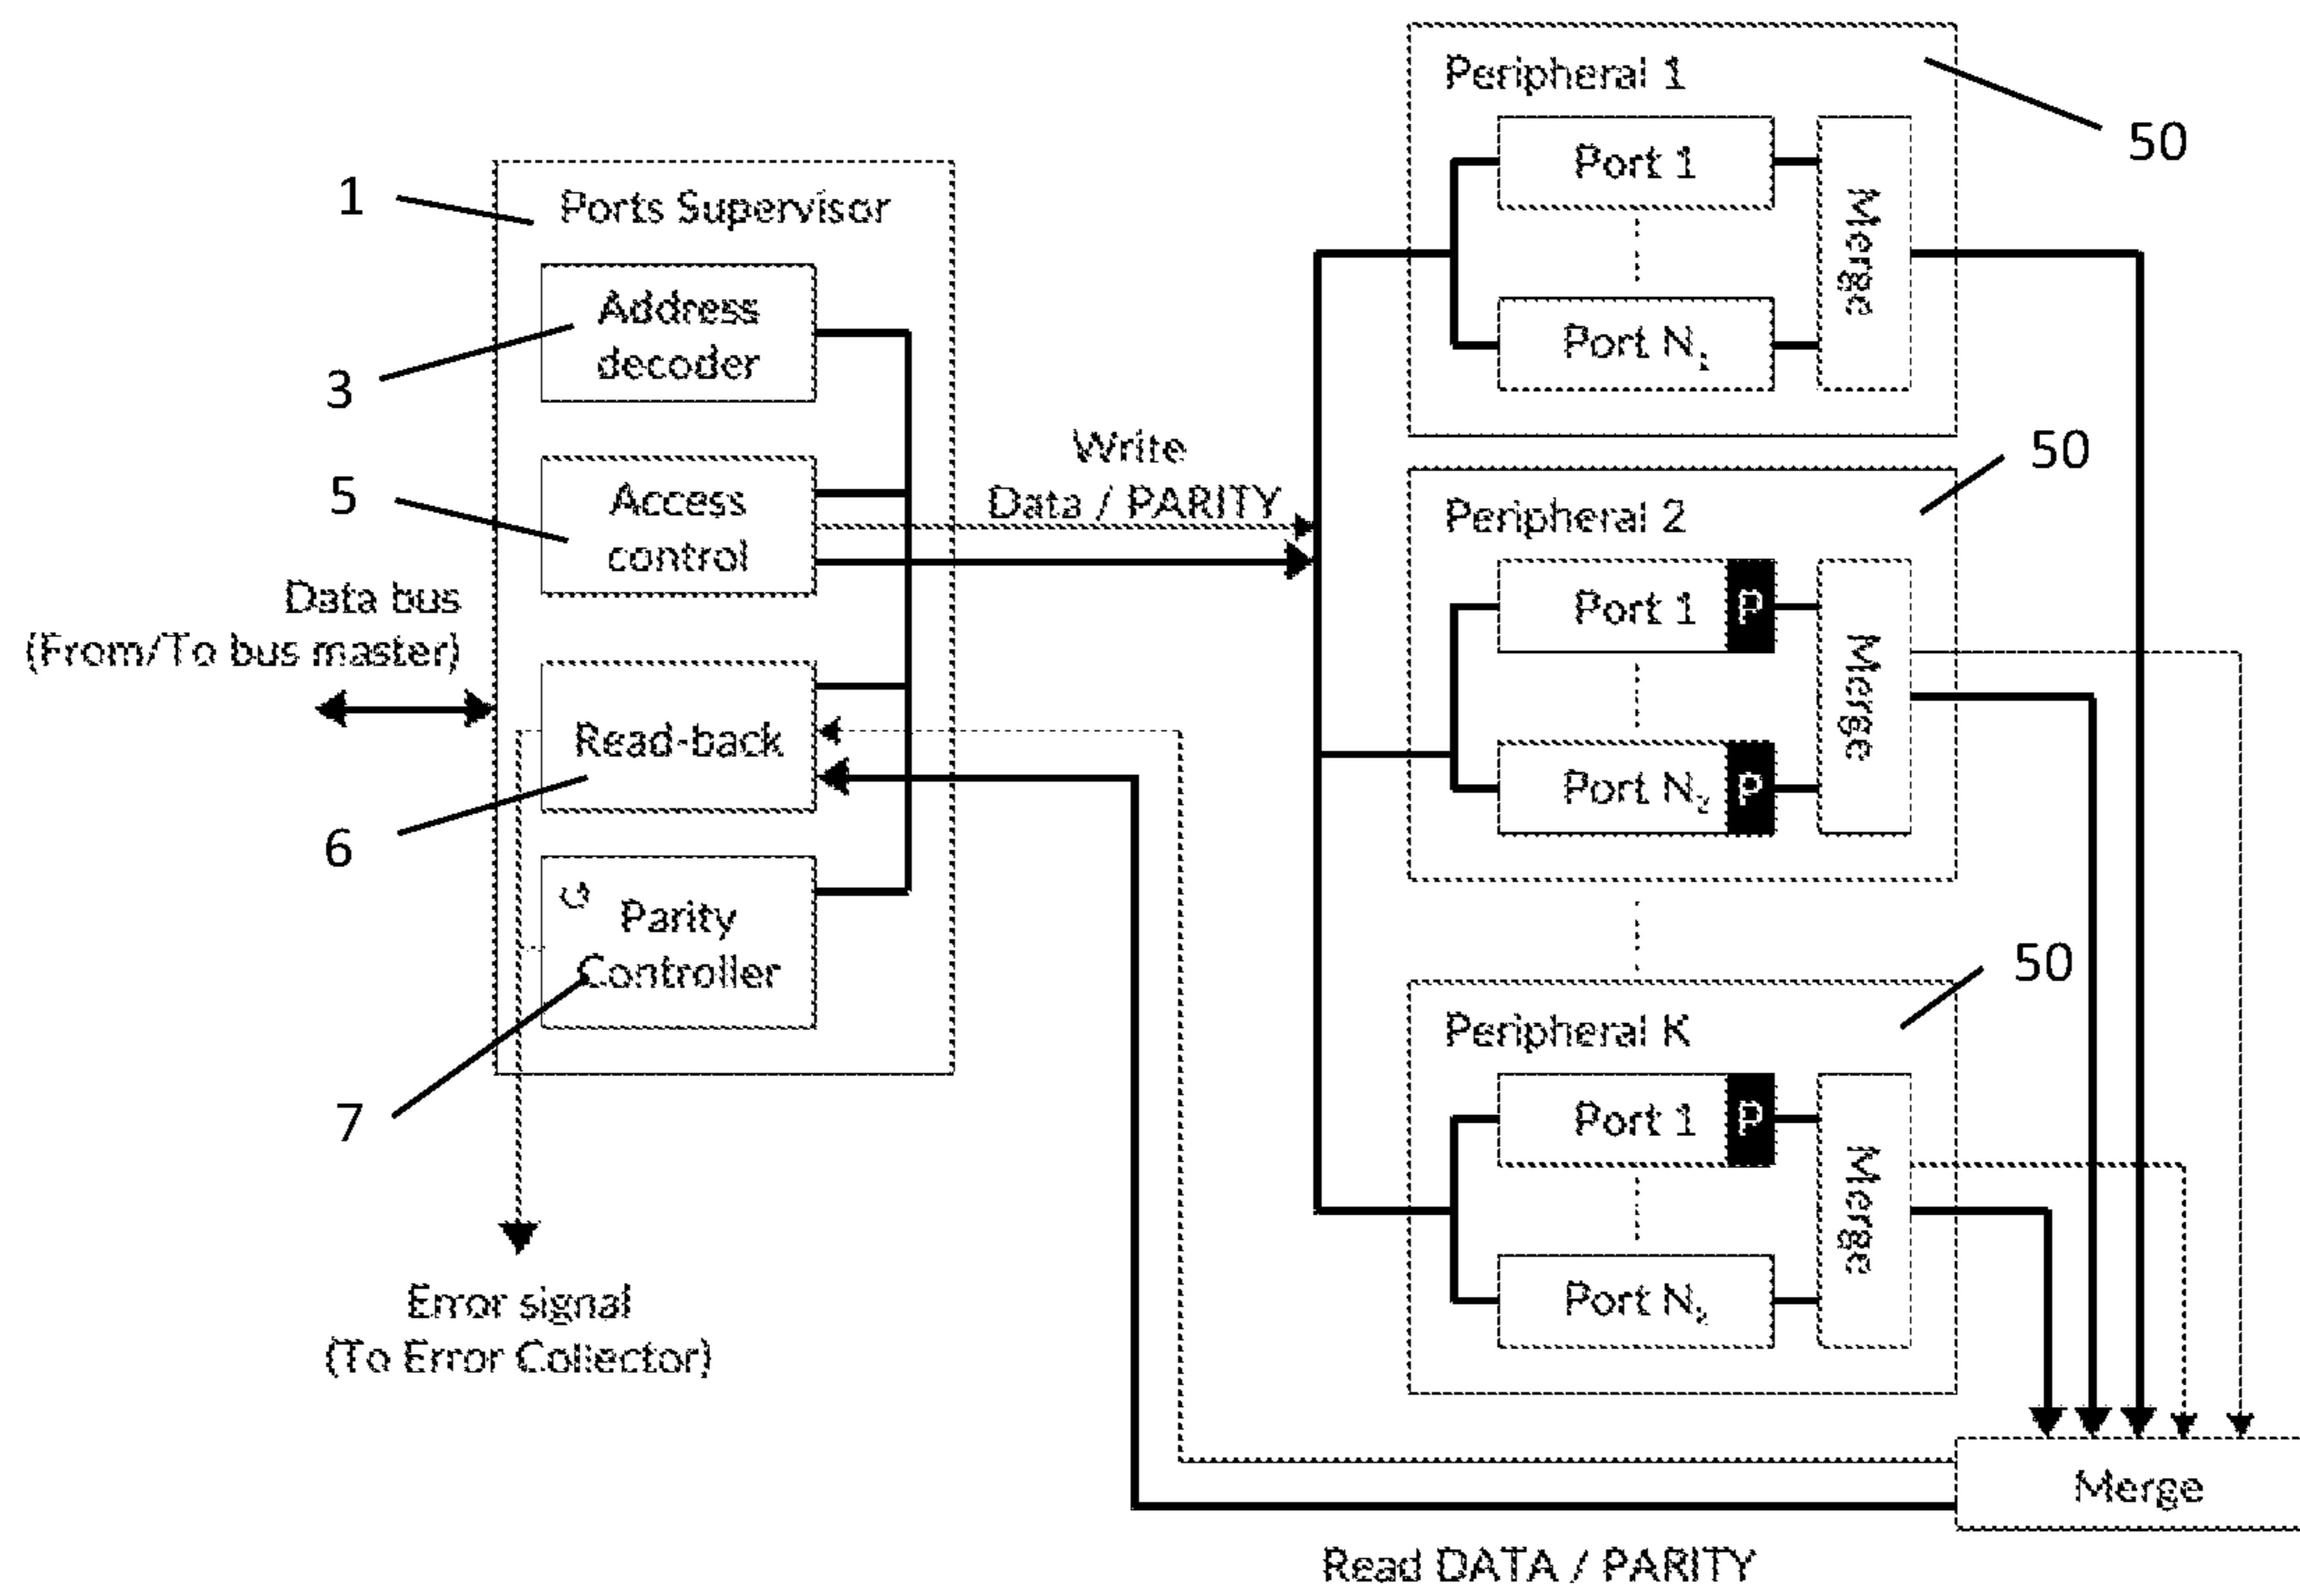 1
Ports Supervisor
Address
decoder
3
Access
control
5
Write
Data / PARITY
Data bus
(From/To bus master)
Read-back
6
Parity
Controller
7
Error signal
(To Error Collector)
Peripheral 1
50
Port 1
Port N₁
Merge
Peripheral 2
50
Port 1
P
Port N₂
P
Merge
Peripheral K
50
Port 1
P
Port N
Merge
Merge
Read DATA / PARITY